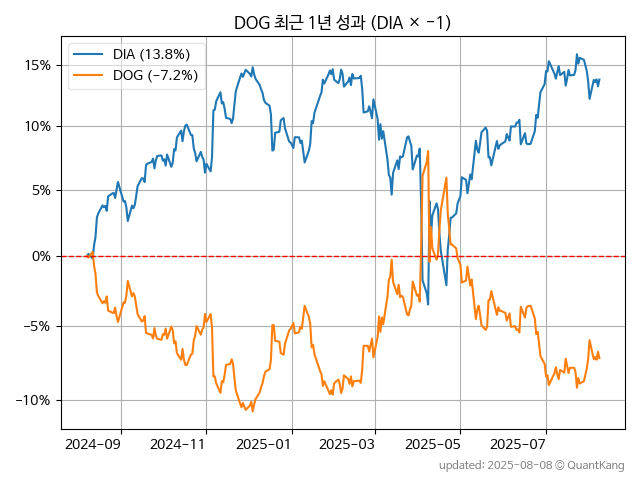 DOG 최근 1년 성과 (DIA × −1)
DIA (13.8%)
DOG (−7.2%)
15%
10%
5%
0%
−5%
−10%
2024-09 2024-11 2025-01 2025-03 2025-05 2025-07
updated: 2025-08-08 © QuantKang